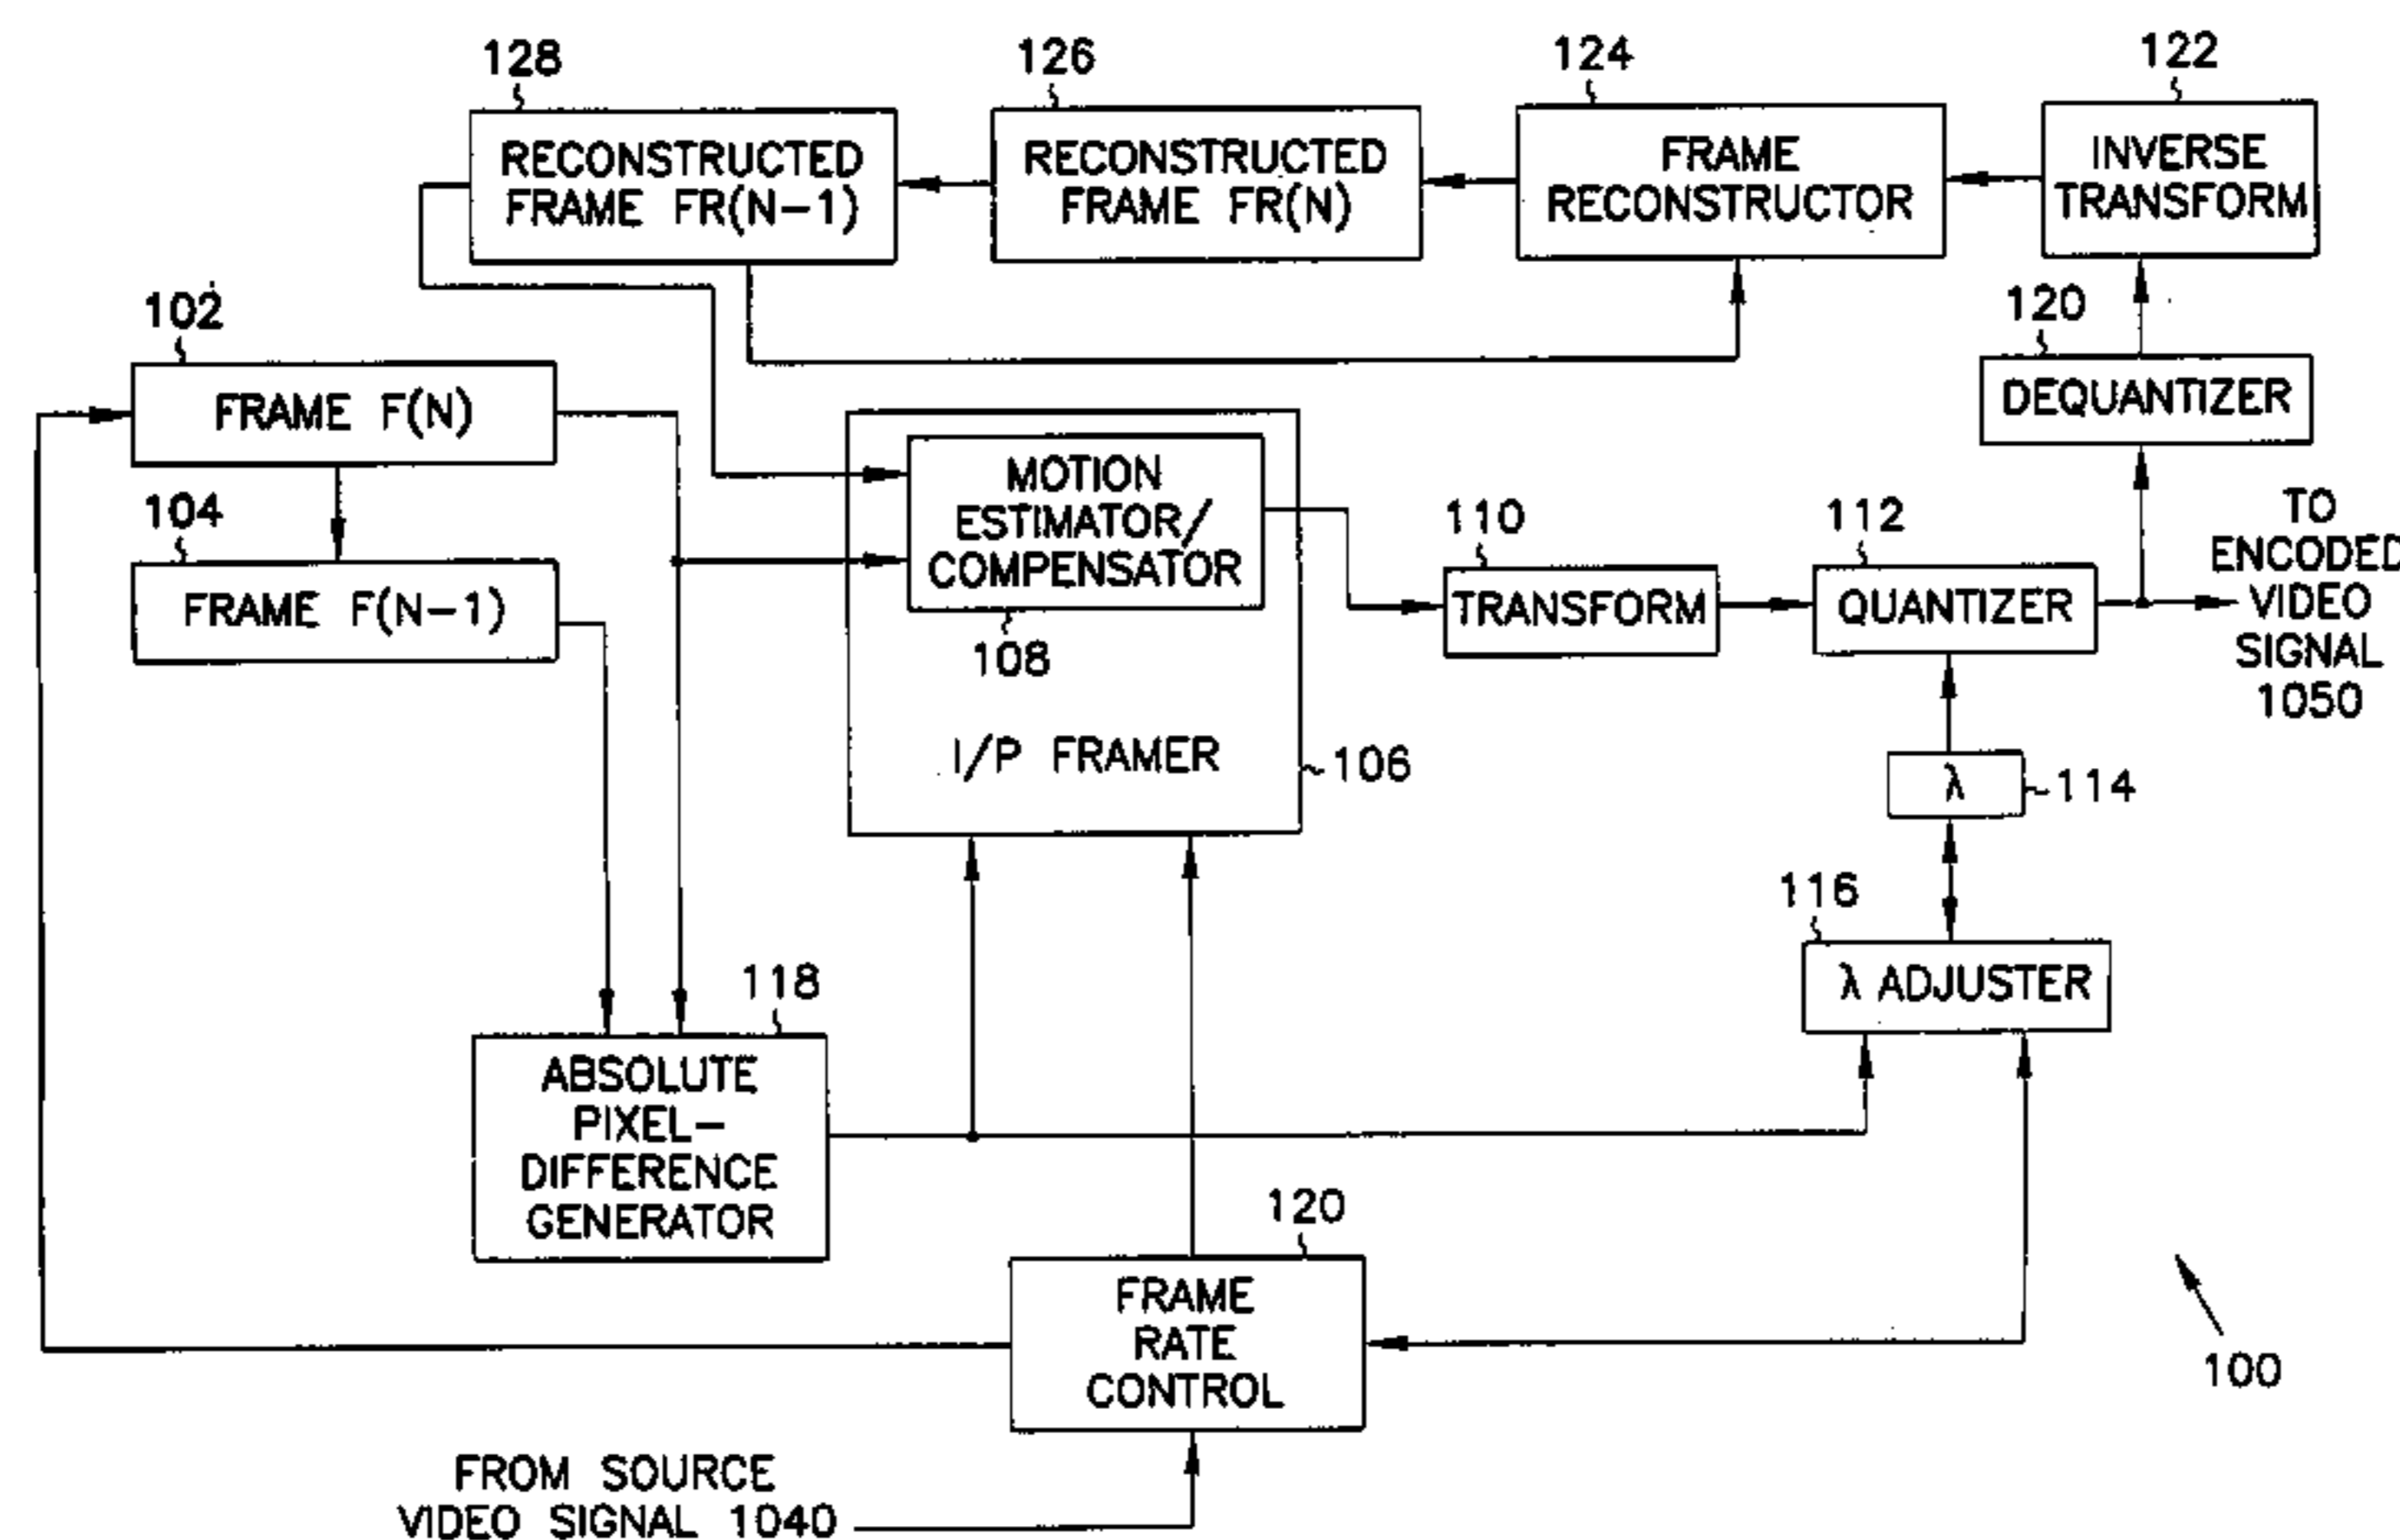 128
126
124
122
RECONSTRUCTED
FRAME FR(N-1)
RECONSTRUCTED
FRAME FR(N)
FRAME
RECONSTRUCTOR
INVERSE
TRANSFORM
102
FRAME F(N)
120
DEQUANTIZER
104
FRAME F(N-1)
MOTION
ESTIMATOR/
COMPENSATOR
108
I/P FRAMER
106
110
TRANSFORM
112
QUANTIZER
TO
ENCODED
VIDEO
SIGNAL
1050
λ
114
116
λ ADJUSTER
118
ABSOLUTE
PIXEL-
DIFFERENCE
GENERATOR
120
FRAME
RATE
CONTROL
100
FROM SOURCE
VIDEO SIGNAL 1040